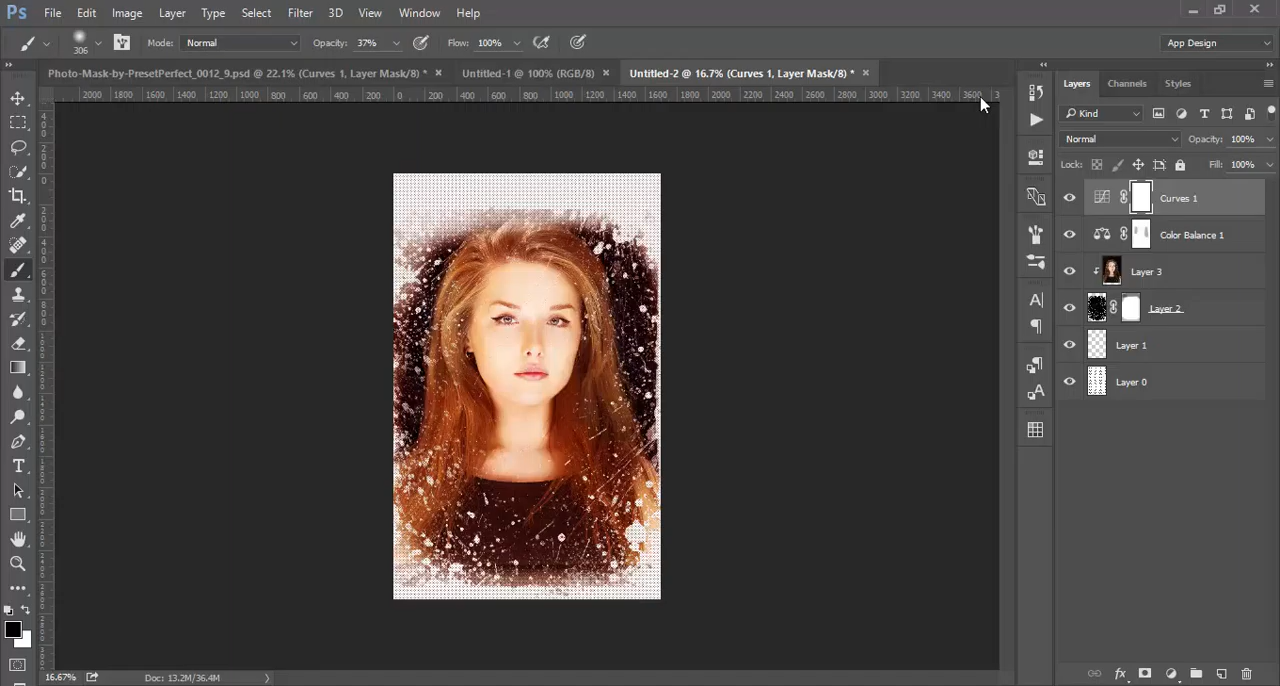 Ps File Edit Image Layer Type Select Filter 3D View Window Help
306 Mode: Normal Opacity: 37% Flow: 100% App Design
Photo-Mask-by-PresetPerfect_0012_9.psd @ 22.1% (Curves 1, Layer Mask/8) * × Untitled-1 @ 100% (RGB/8) × Untitled-2 @ 16.7% (Curves 1, Layer Mask/8) * ×
2000 1800 1600 1400 1200 1000 800 600 400 200 0 200 400 600 800 1000 1200 1400 1600 1800 2000 2200 2400 2600 2800 3000 3200 3400 3600 3
Layers Channels Styles
Kind
Normal Opacity: 100%
Lock: Fill: 100%
Curves 1
Color Balance 1
Layer 3
Layer 2
Layer 1
Layer 0
16.67% Doc: 13.2M/36.4M
fx